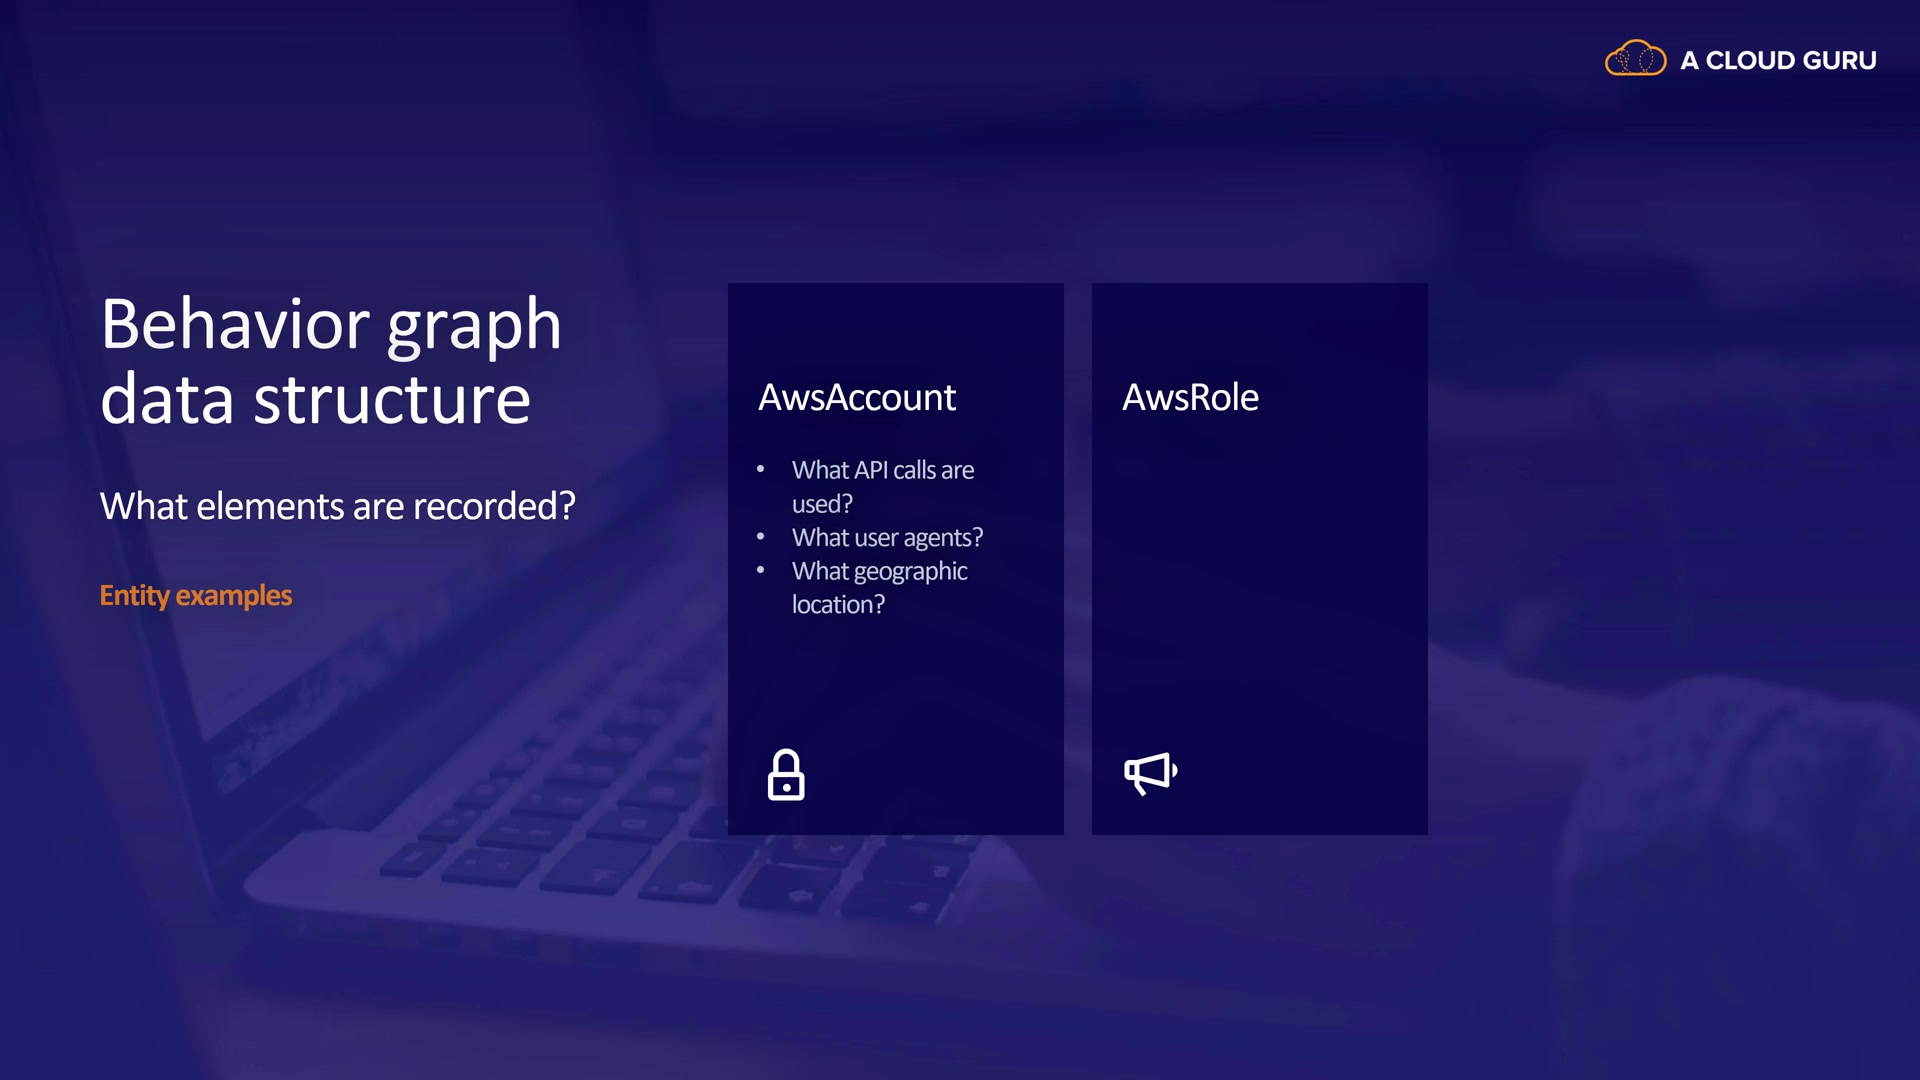 A CLOUD GURU
Behavior graph
data structure
What elements are recorded?
Entity examples
AwsAccount
• What API calls are
used?
• What user agents?
• What geographic
location?
AwsRole